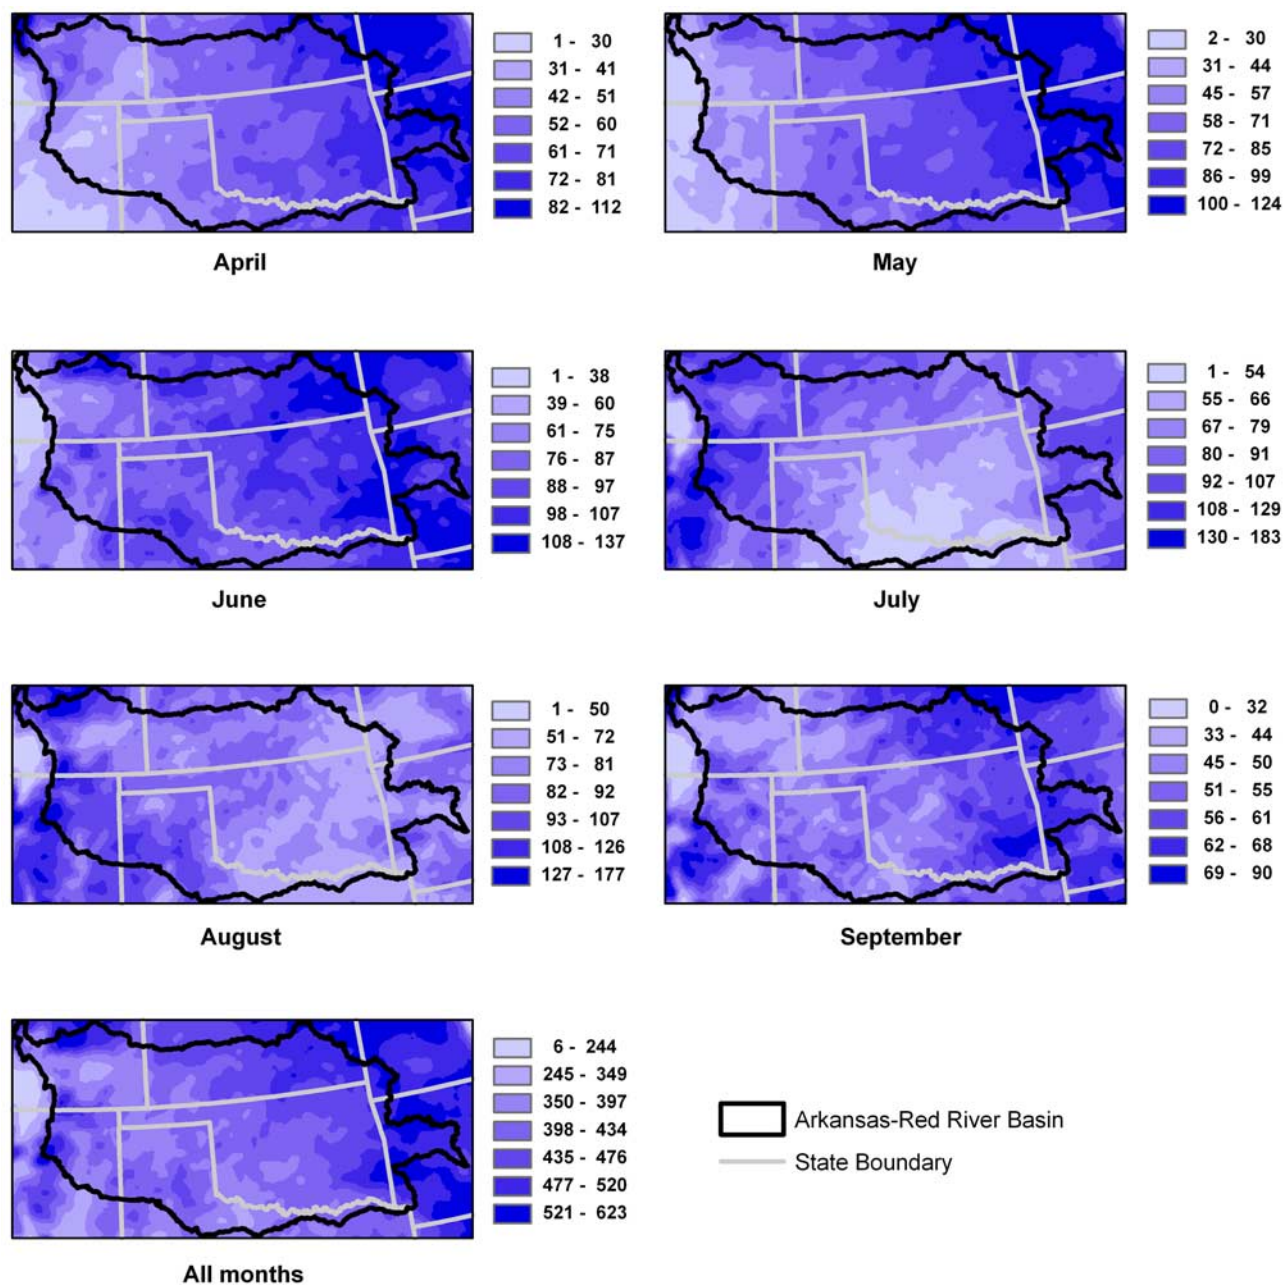 1 - 30
31 - 41
42 - 51
52 - 60
61 - 71
72 - 81
82 - 112
April
2 - 30
31 - 44
45 - 57
58 - 71
72 - 85
86 - 99
100 - 124
May
1 - 38
39 - 60
61 - 75
76 - 87
88 - 97
98 - 107
108 - 137
June
1 - 54
55 - 66
67 - 79
80 - 91
92 - 107
108 - 129
130 - 183
July
1 - 50
51 - 72
73 - 81
82 - 92
93 - 107
108 - 126
127 - 177
August
0 - 32
33 - 44
45 - 50
51 - 55
56 - 61
62 - 68
69 - 90
September
6 - 244
245 - 349
350 - 397
398 - 434
435 - 476
477 - 520
521 - 623
All months
Arkansas-Red River Basin
State Boundary